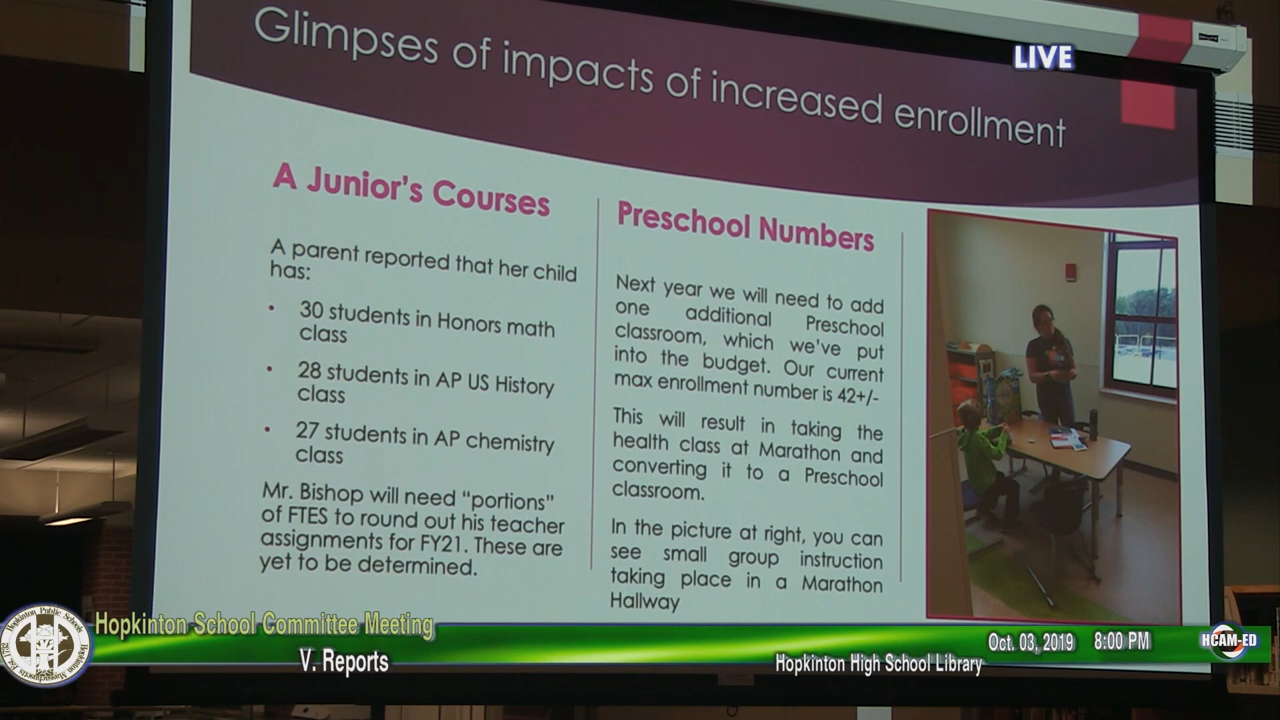 Glimpses of impacts of increased enrollment
LIVE
A Junior's Courses
A parent reported that her child
has:
• 30 students in Honors math
class
• 28 students in AP US History
class
• 27 students in AP chemistry
class
Mr. Bishop will need "portions"
of FTES to round out his teacher
assignments for FY21. These are
yet to be determined.
Preschool Numbers
Next year we will need to add
one additional Preschool
classroom, which we've put
into the budget. Our current
max enrollment number is 42+/-
This will result in taking the
health class at Marathon and
converting it to a Preschool
classroom.
In the picture at right, you can
see small group instruction
taking place in a Marathon
Hallway
Hopkinton School Committee Meeting
V. Reports
Oct. 03, 2019 8:00 PM
Hopkinton High School Library
HCAM-ED
Hopkinton Public Schools